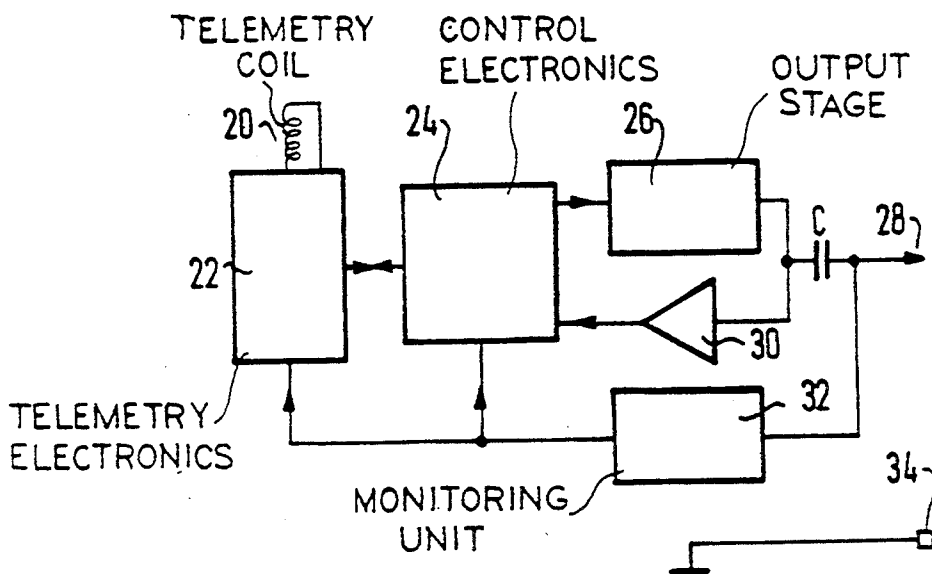 TELEMETRY
COIL
CONTROL
ELECTRONICS
OUTPUT
STAGE
20
24
26
C
28
22
30
32
TELEMETRY
ELECTRONICS
MONITORING
UNIT
34